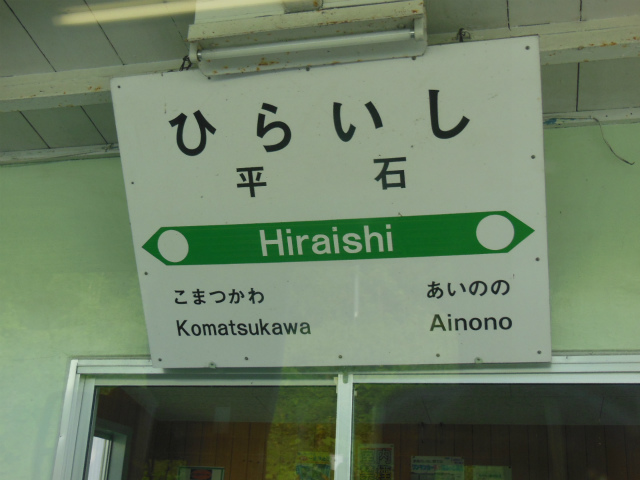 ひらいし
平石
Hiraishi
こまつかわ あいのの
Komatsukawa Ainono